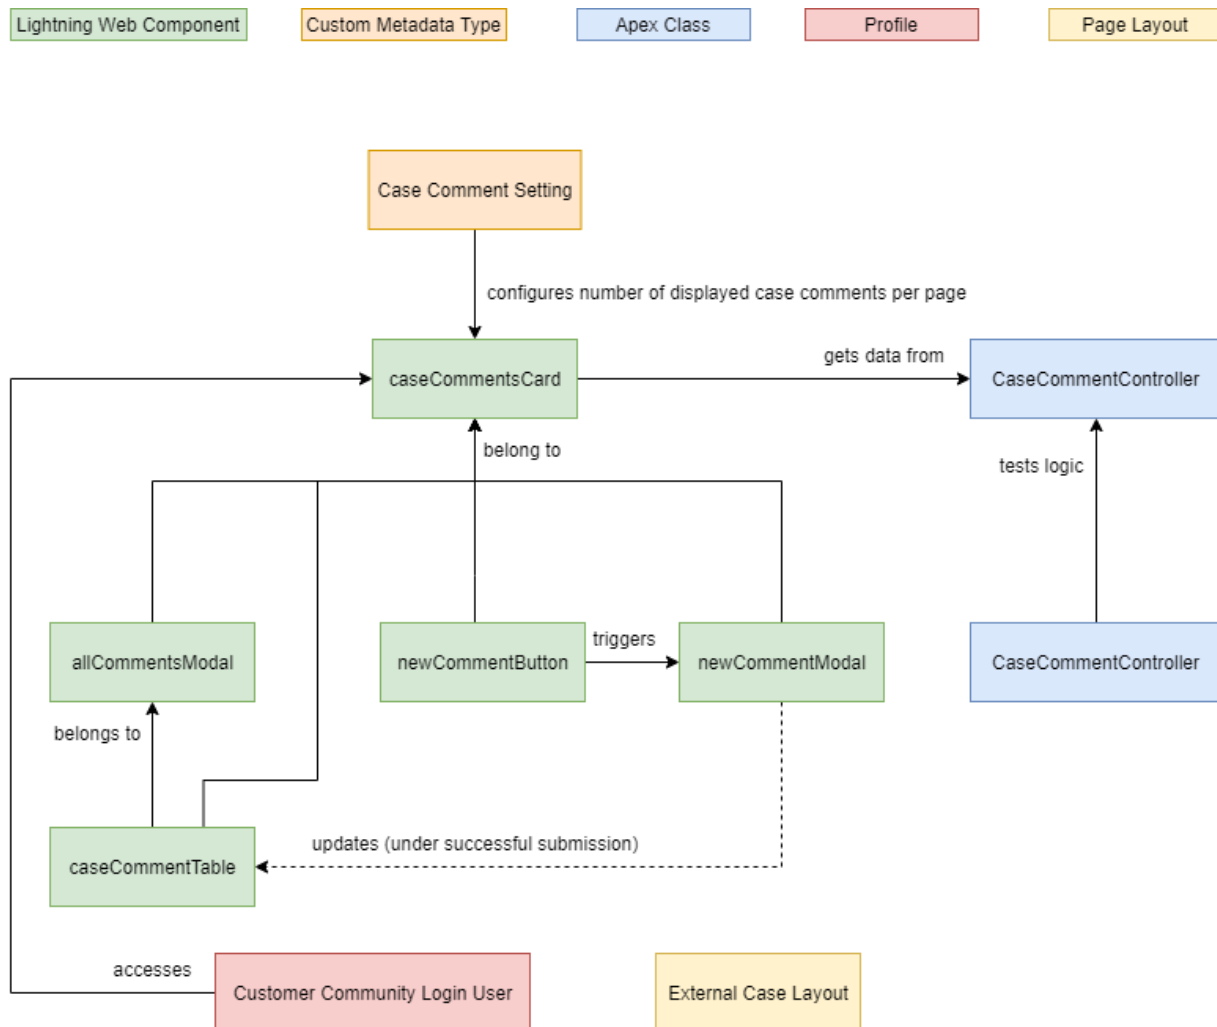 Lightning Web Component
Custom Metadata Type
Apex Class
Profile
Page Layout
Case Comment Setting
configures number of displayed case comments per page
caseCommentsCard
gets data from
CaseCommentController
belong to
tests logic
allCommentsModal
newCommentButton
triggers
newCommentModal
CaseCommentController
belongs to
updates (under successful submission)
caseCommentTable
accesses
Customer Community Login User
External Case Layout